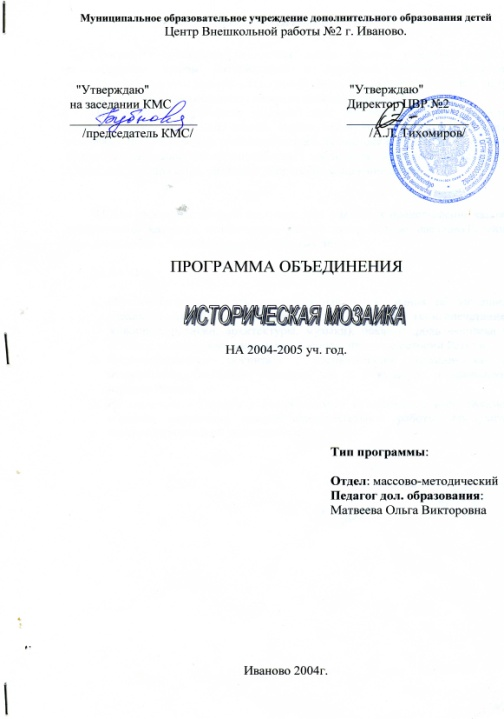 Муниципальное образовательное учреждение дополнительного образования детей
Центр Внешкольной работы №2 г. Иваново.
"Утверждаю" "Утверждаю"
на заседании КМС Директор ЦВР №2
Бубнова
/председатель КМС/ /А.Л. Тихомиров/
ПРОГРАММА ОБЪЕДИНЕНИЯ
ИСТОРИЧЕСКАЯ МОЗАИКА
НА 2004-2005 уч. год.
Тип программы:
Отдел: массово-методический
Педагог дол. образования:
Матвеева Ольга Викторовна
Иваново 2004г.